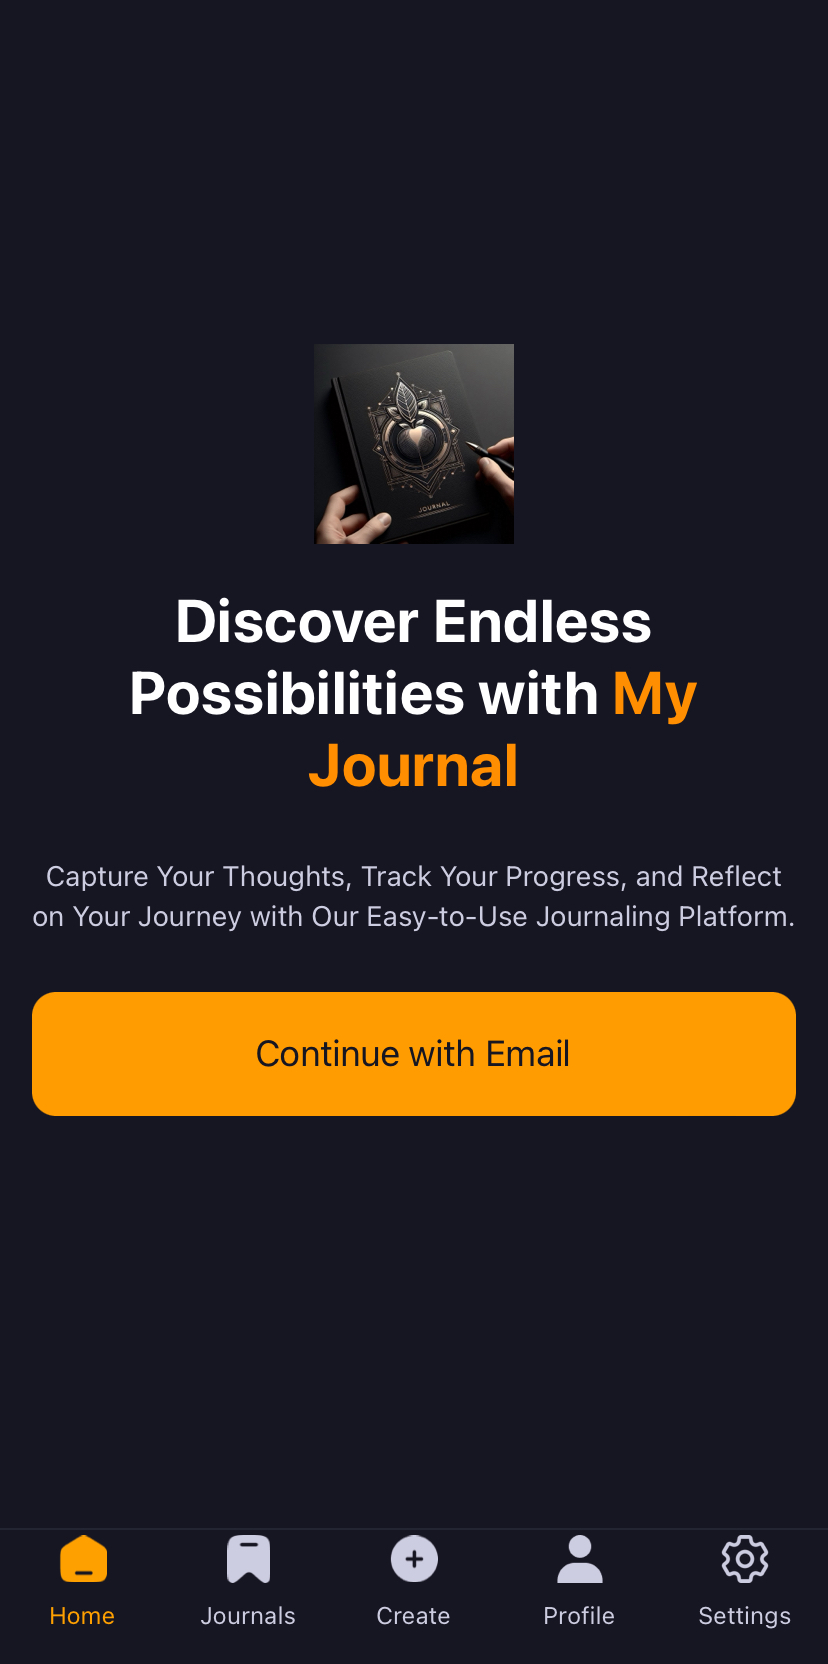 JOURNAL
Discover Endless
Possibilities with My
Journal
Capture Your Thoughts, Track Your Progress, and Reflect
on Your Journey with Our Easy-to-Use Journaling Platform.
Continue with Email
Home Journals Create Profile Settings